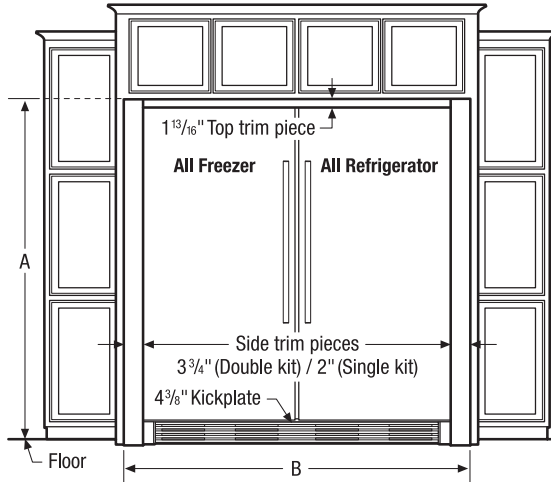 1 13/16" Top trim piece
All Freezer
All Refrigerator
A
Side trim pieces
3 3/4" (Double kit) / 2" (Single kit)
4 3/8" Kickplate
Floor
B